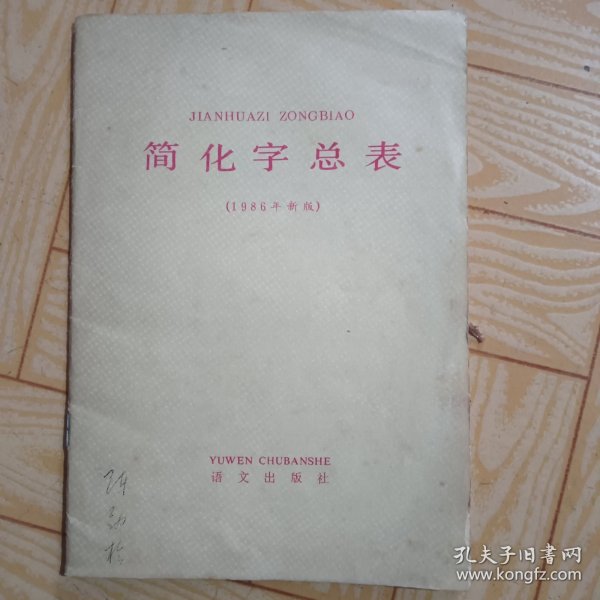 JIANHUAZI ZONGBIAO
简化字总表
(1986年新版)
YUWEN CHUBANSHE
语文出版社
孔夫子旧书网
www.kongfz.com